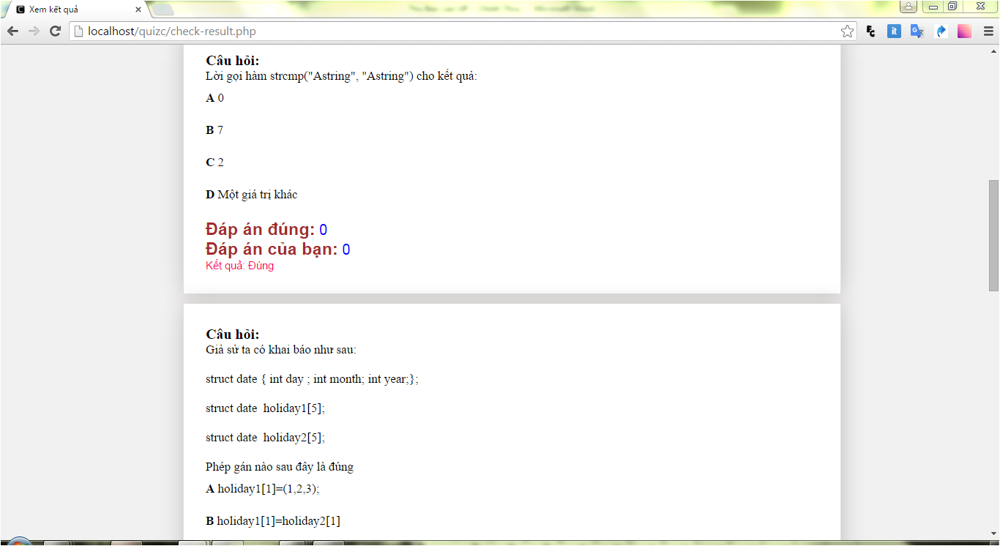 Xem kết quả
localhost/quizc/check-result.php
Câu hỏi:
Lời gọi hàm strcmp("Astring", "Astring") cho kết quả:
A 0
B 7
C 2
D Một giá trị khác
Đáp án đúng: 0
Đáp án của bạn: 0
Kết quả: Đúng
Câu hỏi:
Giả sử ta có khai báo như sau:
struct date { int day ; int month; int year;};
struct date holiday1[5];
struct date holiday2[5];
Phép gán nào sau đây là đúng
A holiday1[1]=(1,2,3);
B holiday1[1]=holiday2[1]